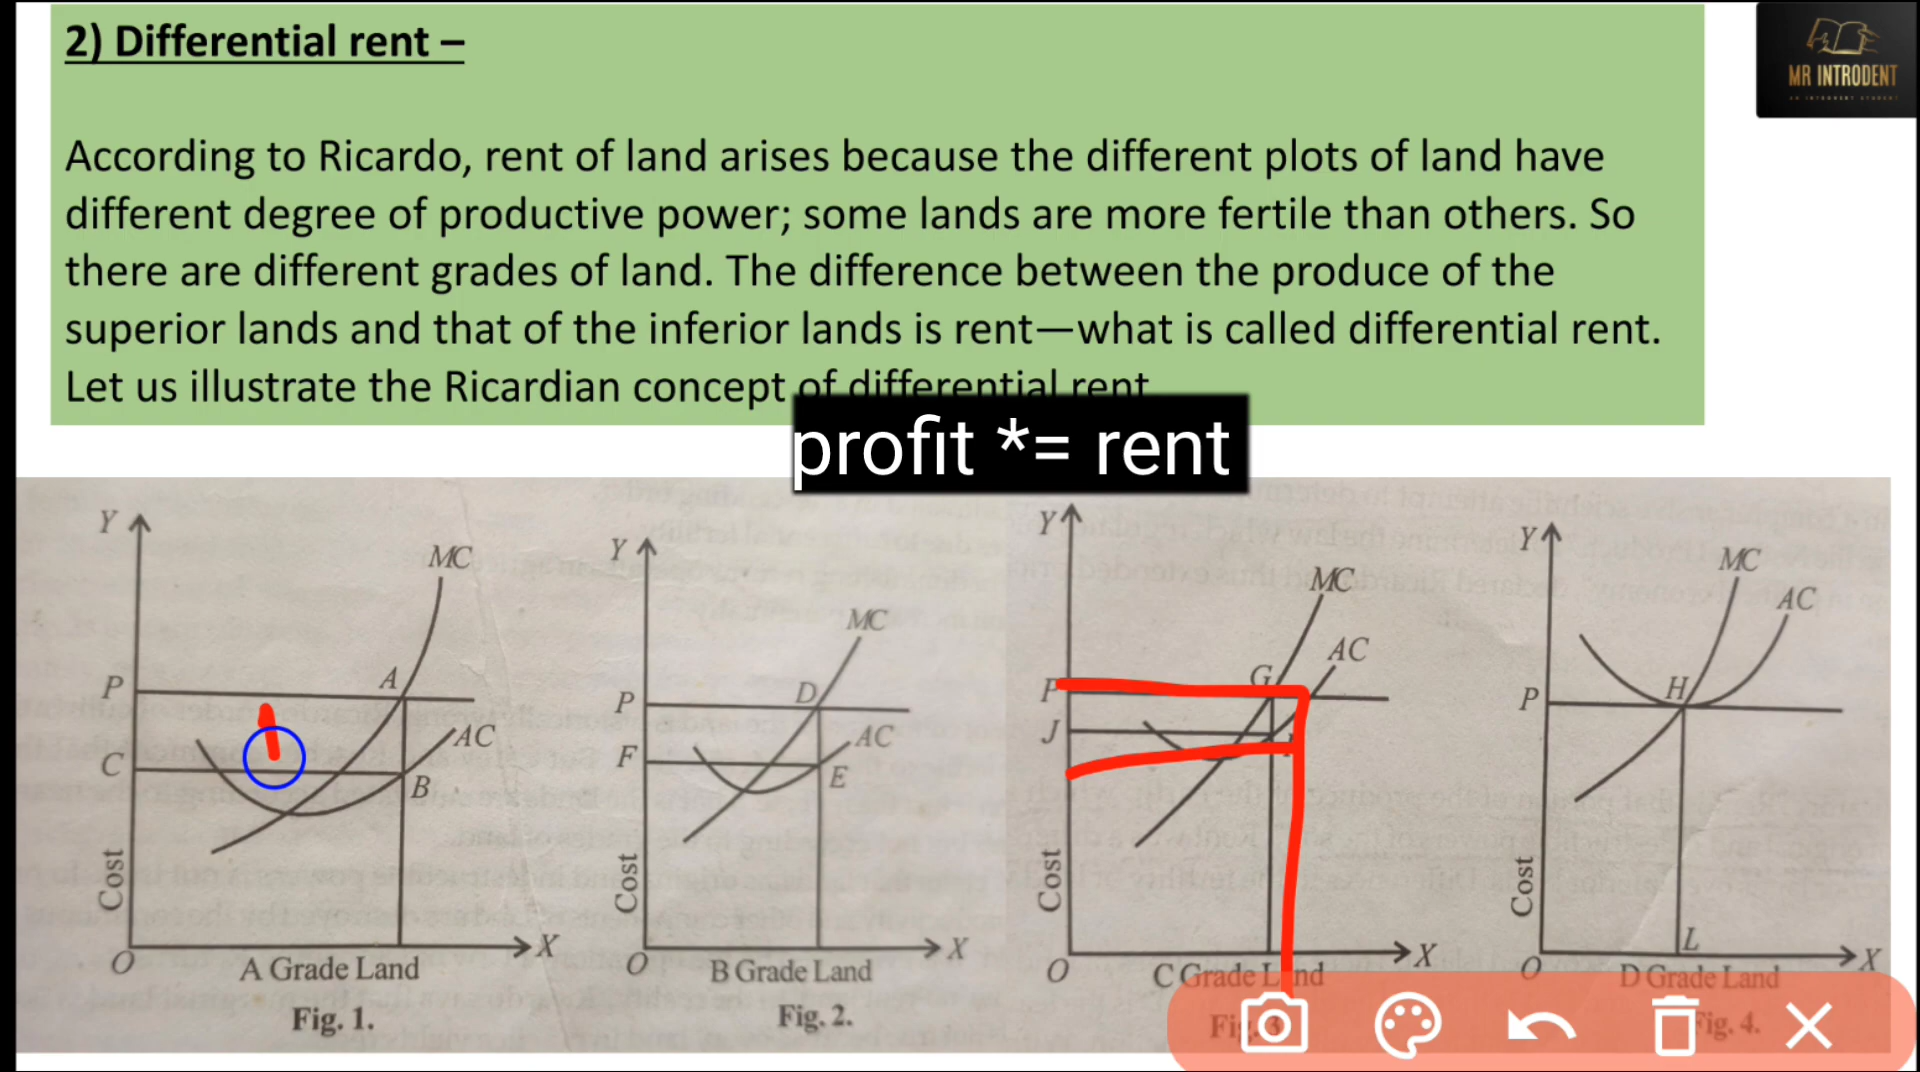 2) Differential rent –
MR INTRODENT
According to Ricardo, rent of land arises because the different plots of land have
different degree of productive power; some lands are more fertile than others. So
there are different grades of land. The difference between the produce of the
superior lands and that of the inferior lands is rent—what is called differential rent.
Let us illustrate the Ricardian concept of differential rent
profit *= rent
Y
MC
P
A
C
AC
B
Cost
O
X
A Grade Land
Fig. 1.
Y
MC
P
D
F
AC
E
Cost
O
X
B Grade Land
Fig. 2.
Y
MC
AC
P
G
J
Cost
O
X
C Grade
Y
MC
AC
P
H
Cost
L
O
X
D Grade Land
Fig. 4.